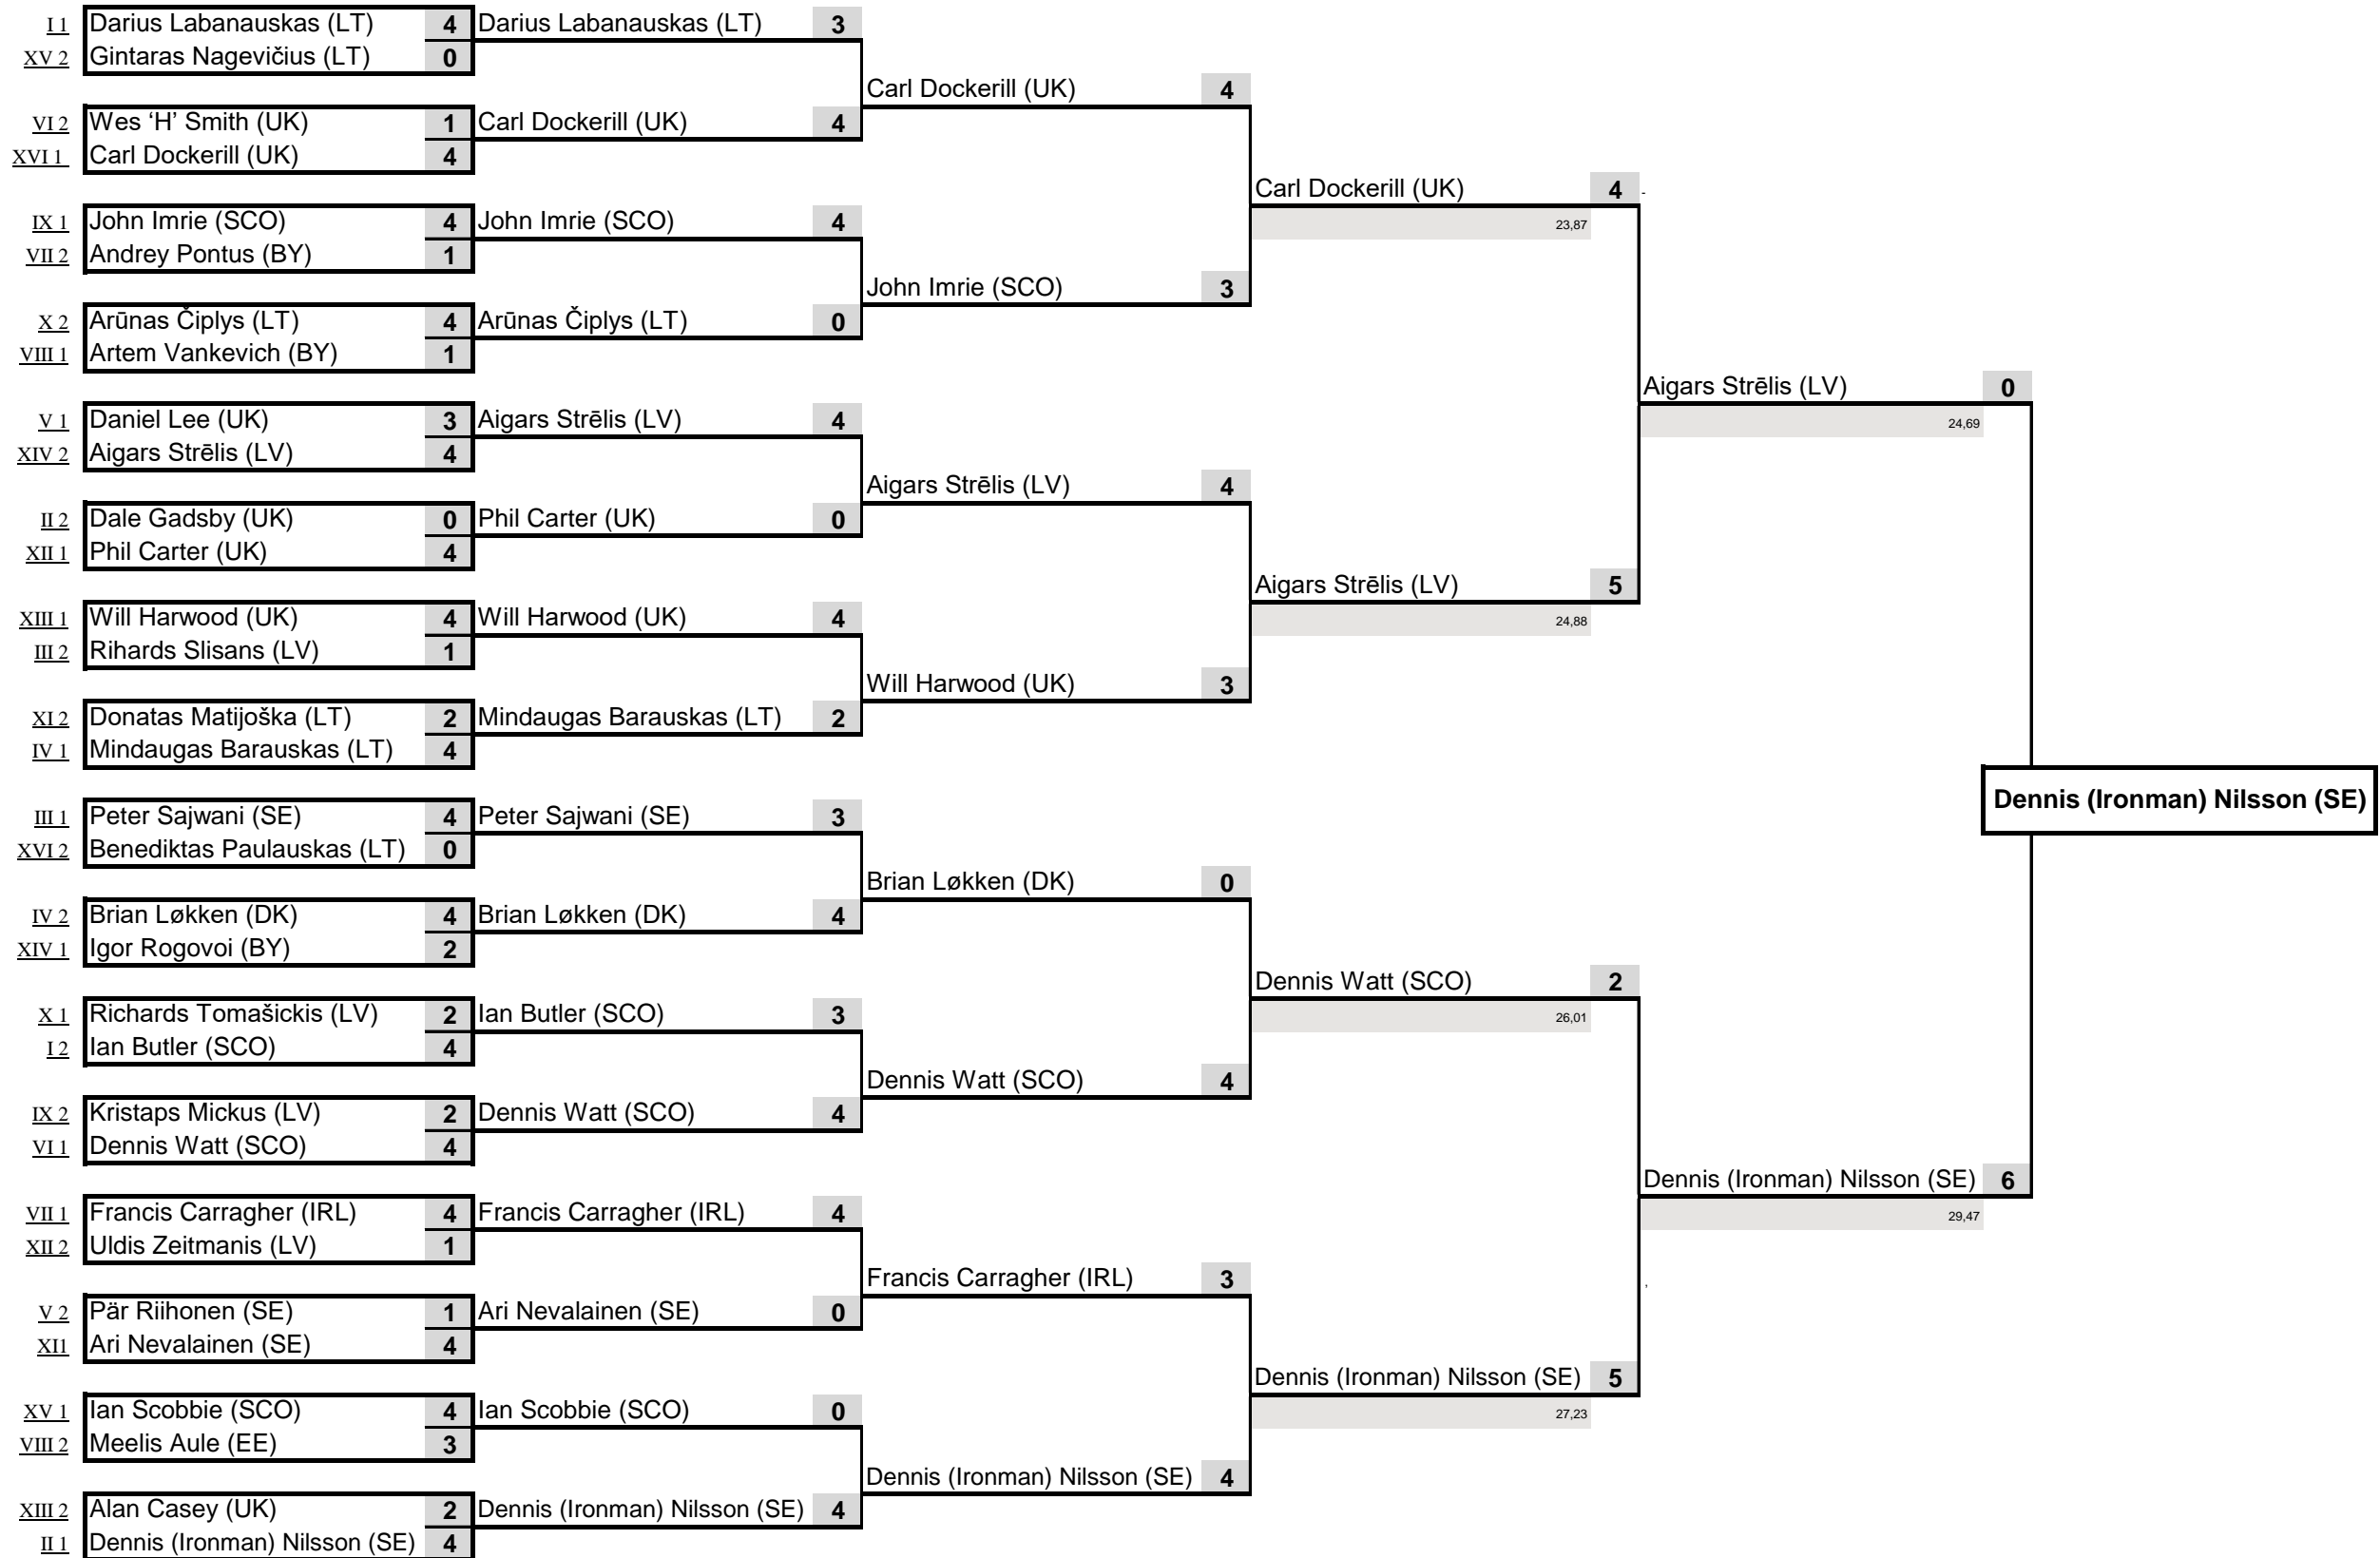 I 1 Darius Labanauskas (LT) 4 Darius Labanauskas (LT) 3
XV 2 Gintaras Nagevičius (LT) 0
Carl Dockerill (UK) 4
VI 2 Wes ‘H’ Smith (UK) 1 Carl Dockerill (UK) 4
XVI 1 Carl Dockerill (UK) 4
Carl Dockerill (UK) 4 -
IX 1 John Imrie (SCO) 4 John Imrie (SCO) 4 23,87
VII 2 Andrey Pontus (BY) 1
John Imrie (SCO) 3
X 2 Arūnas Čiplys (LT) 4 Arūnas Čiplys (LT) 0
VIII 1 Artem Vankevich (BY) 1
Aigars Strēlis (LV) 0
V 1 Daniel Lee (UK) 3 Aigars Strēlis (LV) 4 24,69
XIV 2 Aigars Strēlis (LV) 4
Aigars Strēlis (LV) 4
II 2 Dale Gadsby (UK) 0 Phil Carter (UK) 0
XII 1 Phil Carter (UK) 4
Aigars Strēlis (LV) 5
XIII 1 Will Harwood (UK) 4 Will Harwood (UK) 4 24,88
III 2 Rihards Slisans (LV) 1
Will Harwood (UK) 3
XI 2 Donatas Matijoška (LT) 2 Mindaugas Barauskas (LT) 2
IV 1 Mindaugas Barauskas (LT) 4
Dennis (Ironman) Nilsson (SE)
III 1 Peter Sajwani (SE) 4 Peter Sajwani (SE) 3
XVI 2 Benediktas Paulauskas (LT) 0
Brian Løkken (DK) 0
IV 2 Brian Løkken (DK) 4 Brian Løkken (DK) 4
XIV 1 Igor Rogovoi (BY) 2
Dennis Watt (SCO) 2
X 1 Richards Tomašickis (LV) 2 Ian Butler (SCO) 3 26,01
I 2 Ian Butler (SCO) 4
Dennis Watt (SCO) 4
IX 2 Kristaps Mickus (LV) 2 Dennis Watt (SCO) 4
VI 1 Dennis Watt (SCO) 4
Dennis (Ironman) Nilsson (SE) 6
VII 1 Francis Carragher (IRL) 4 Francis Carragher (IRL) 4 29,47
XII 2 Uldis Zeitmanis (LV) 1
Francis Carragher (IRL) 3 ,
V 2 Pär Riihonen (SE) 1 Ari Nevalainen (SE) 0
XI1 Ari Nevalainen (SE) 4
Dennis (Ironman) Nilsson (SE) 5
XV 1 Ian Scobbie (SCO) 4 Ian Scobbie (SCO) 0 27,23
VIII 2 Meelis Aule (EE) 3
Dennis (Ironman) Nilsson (SE) 4
XIII 2 Alan Casey (UK) 2 Dennis (Ironman) Nilsson (SE) 4
II 1 Dennis (Ironman) Nilsson (SE) 4